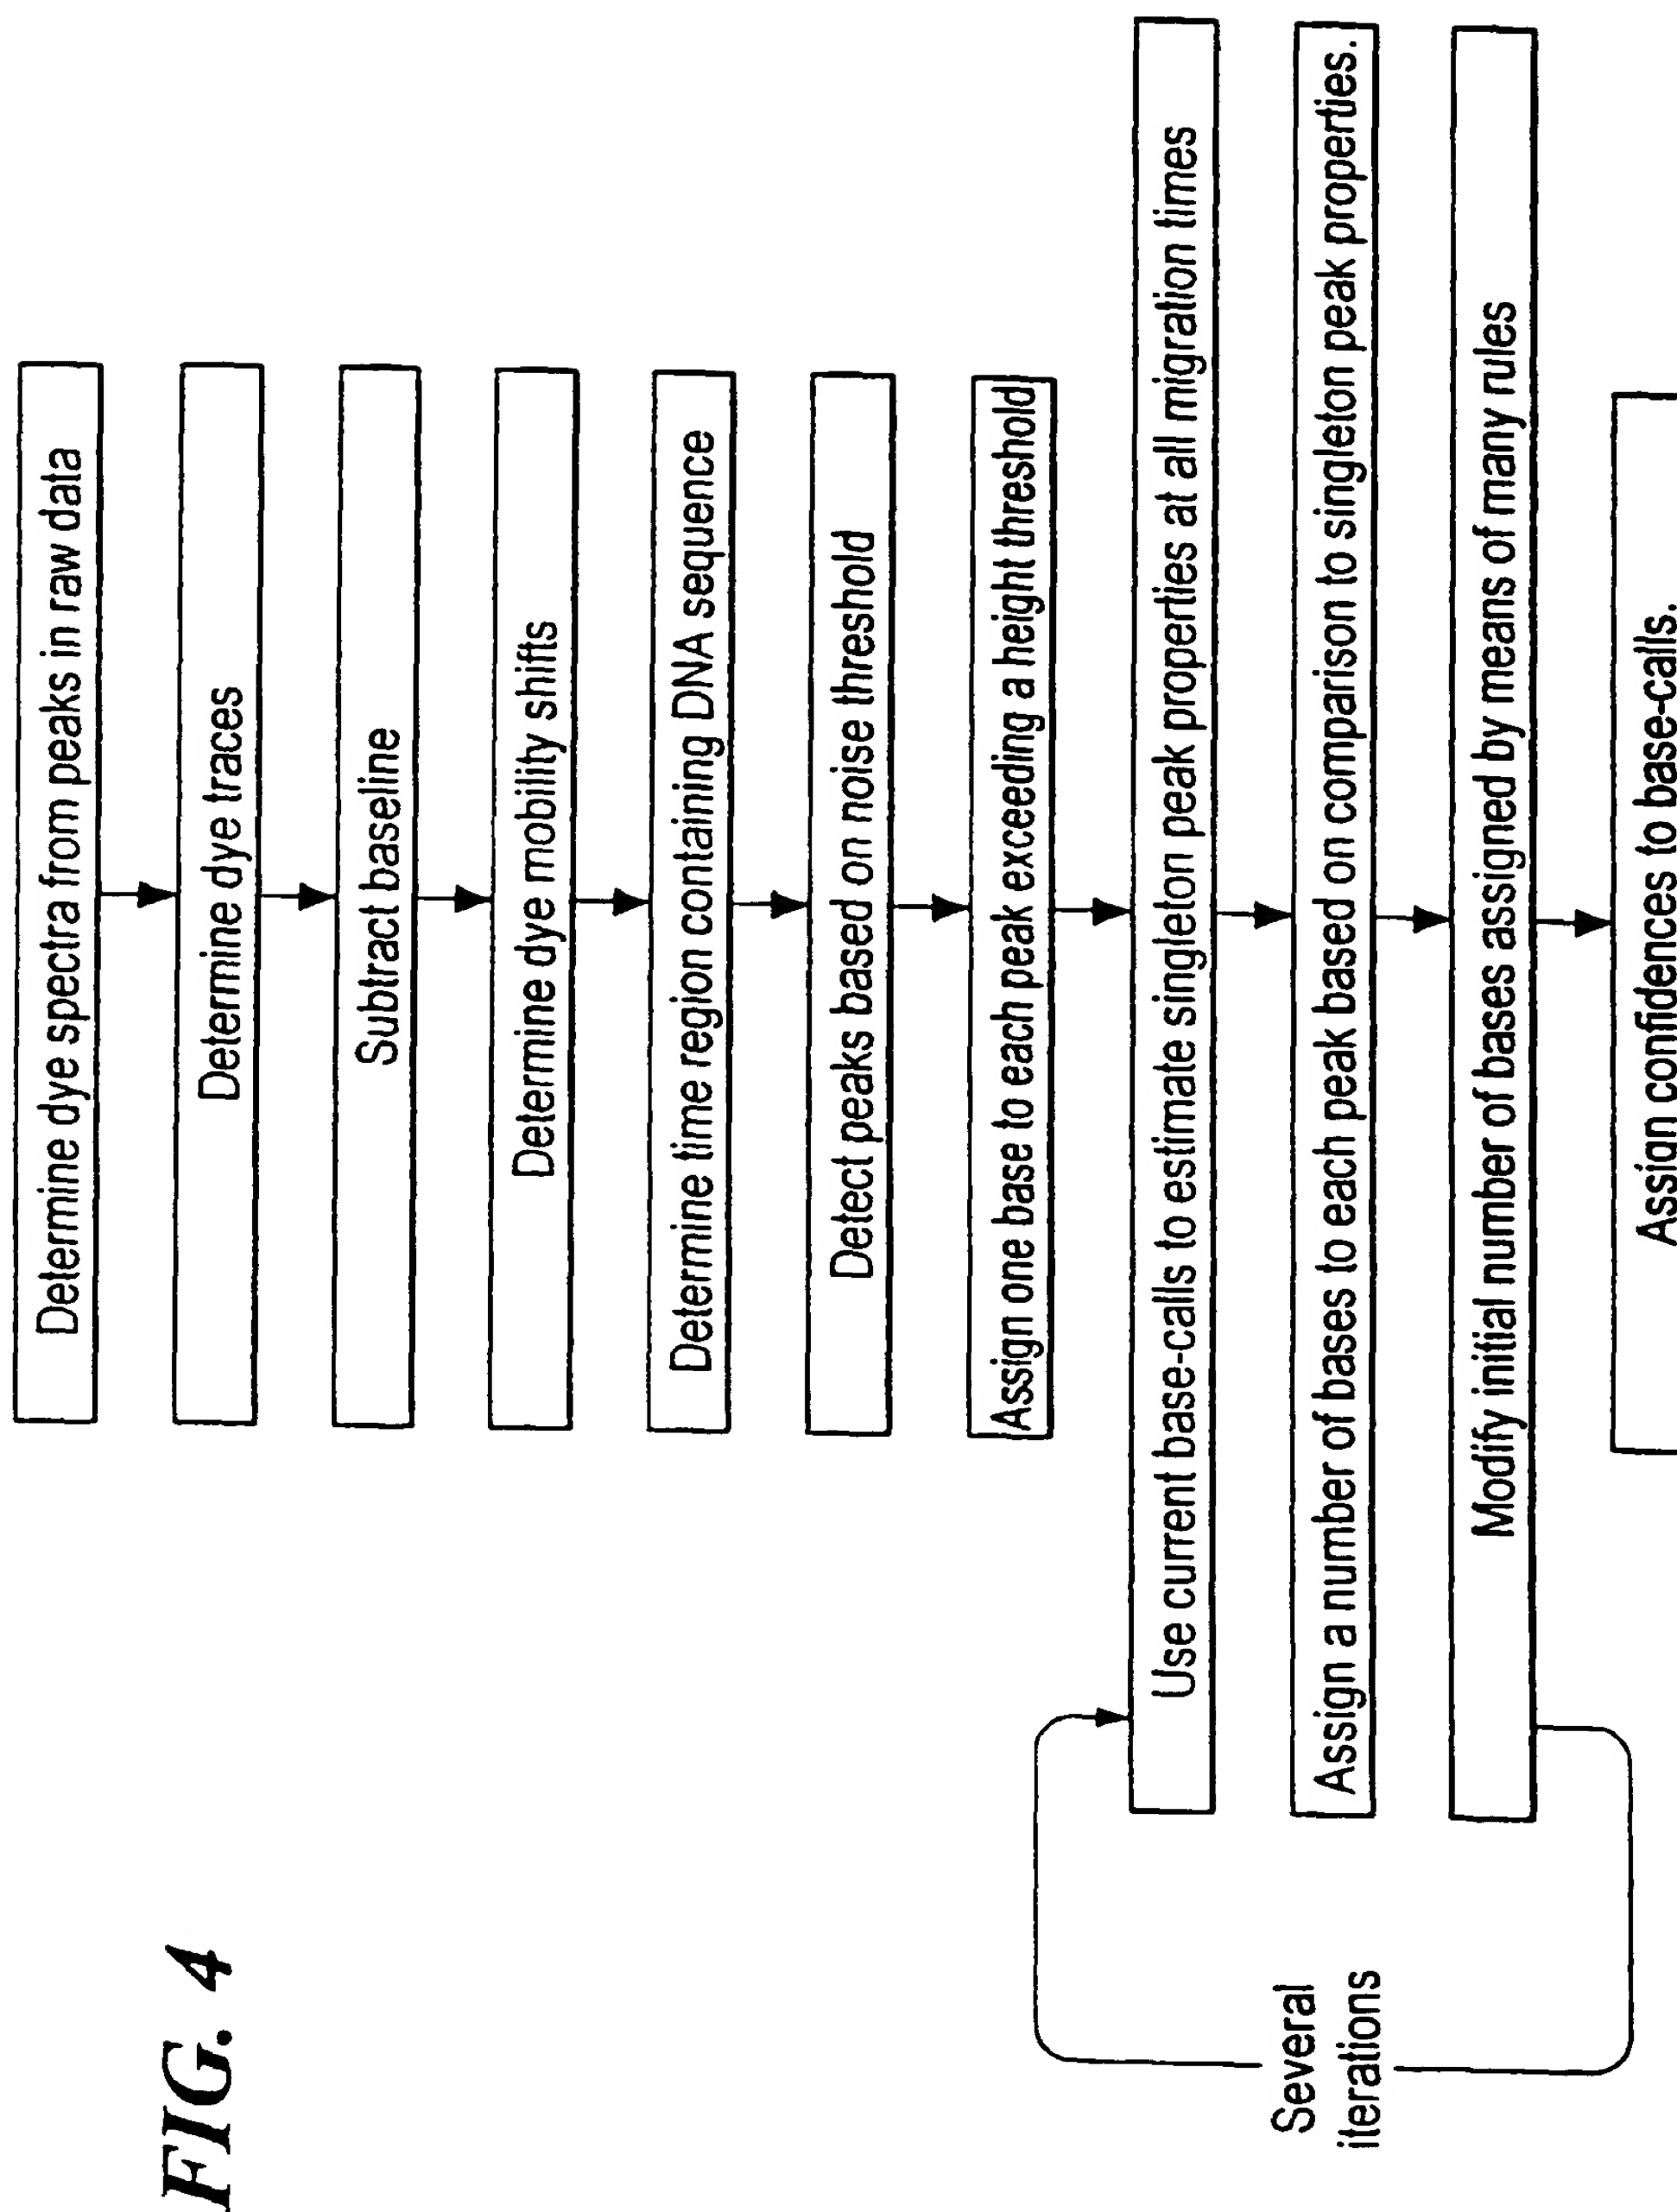 FIG. 4
Determine dye spectra from peaks in raw data
Determine dye traces
Subtract baseline
Determine dye mobility shifts
Determine time region containing DNA sequence
Detect peaks based on noise threshold
Assign one base to each peak exceeding a height threshold
Use current base-calls to estimate singleton peak properties at all migration times
Assign a number of bases to each peak based on comparison to singleton peak properties.
Modify initial number of bases assigned by means of many rules
Several
iterations
Assign confidences to base-calls.